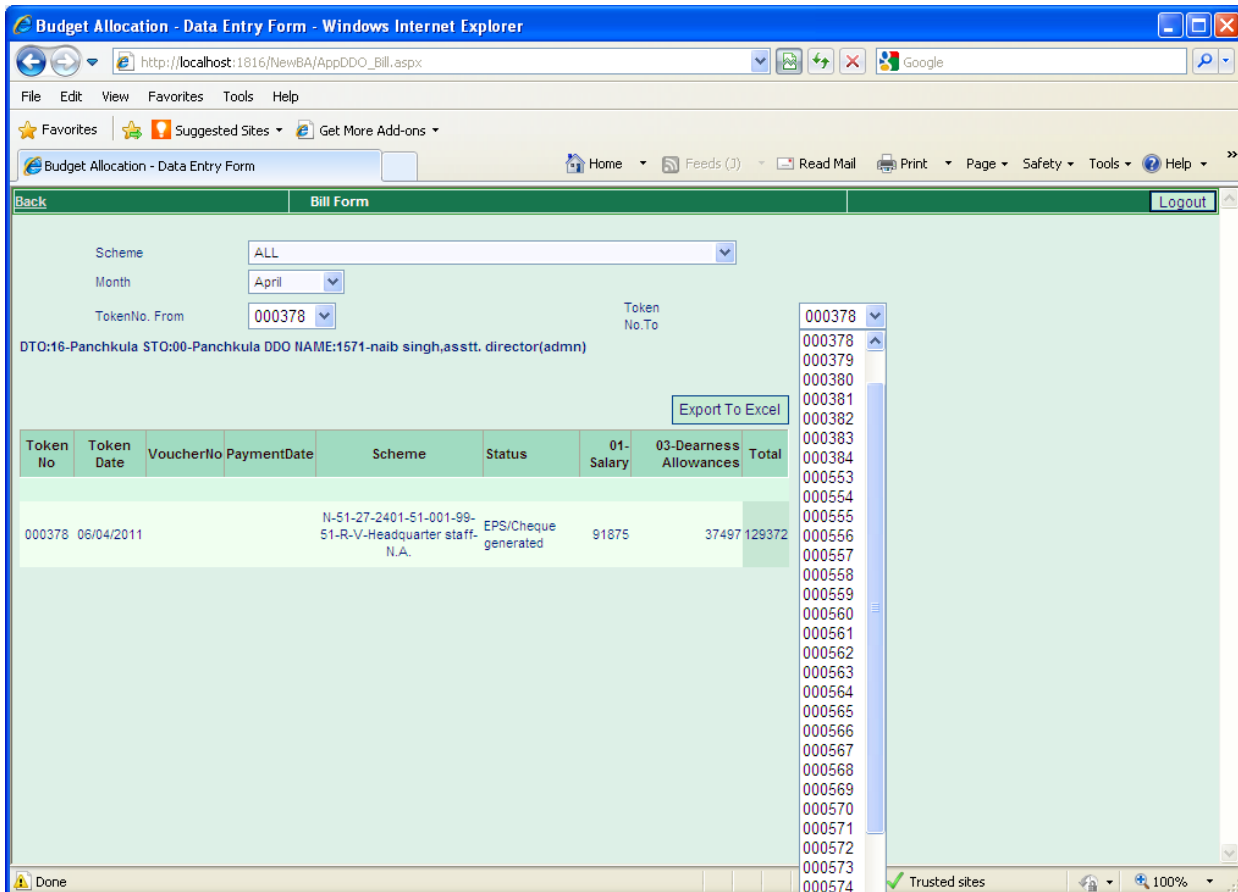 Budget Allocation - Data Entry Form - Windows Internet Explorer
http://localhost:1816/NewBA/AppDDO_Bill.aspx
Google
File Edit View Favorites Tools Help
Favorites Suggested Sites Get More Add-ons
Budget Allocation - Data Entry Form Home Feeds (J) Read Mail Print Page Safety Tools Help »
Back Bill Form Logout
Scheme ALL
Month April
TokenNo. From 000378 Token No.To 000378
DTO:16-Panchkula STO:00-Panchkula DDO NAME:1571-naib singh,asstt. director(admn)
Export To Excel
Token No Token Date VoucherNo PaymentDate Scheme Status 01-Salary 03-Dearness Allowances Total
000378 06/04/2011 N-51-27-2401-51-001-99-51-R-V-Headquarter staff-N.A. EPS/Cheque generated 91875 37497 129372
000378
000379
000380
000381
000382
000383
000384
000553
000554
000555
000556
000557
000558
000559
000560
000561
000562
000563
000564
000565
000566
000567
000568
000569
000570
000571
000572
000573
000574
Done Trusted sites 100%